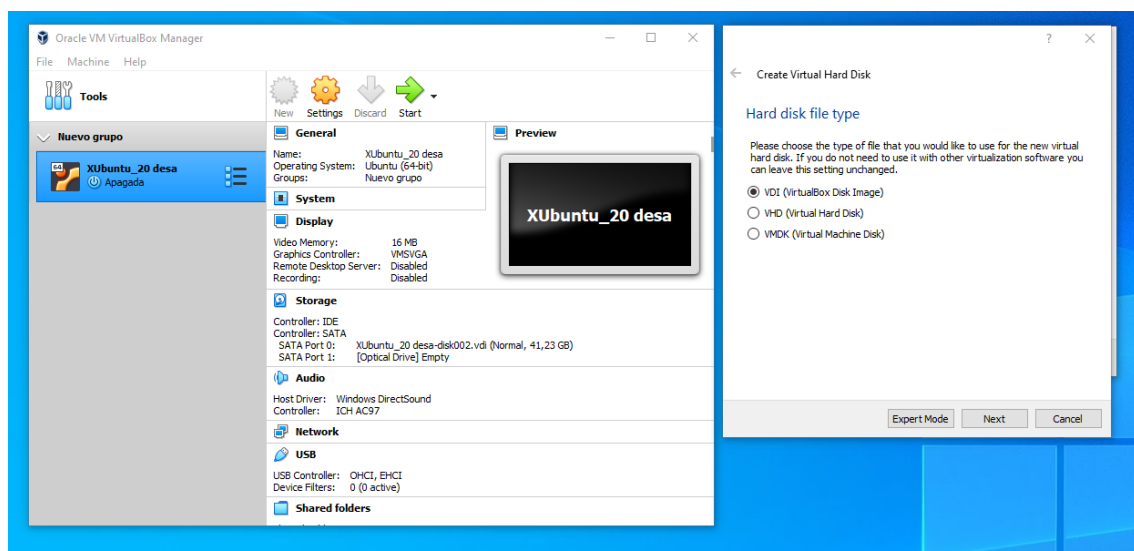 Oracle VM VirtualBox Manager
File Machine Help
Tools
New Settings Discard Start
Nuevo grupo
64
XUbuntu_20 desa
Apagada
General
Name: XUbuntu_20 desa
Operating System: Ubuntu (64-bit)
Groups: Nuevo grupo
System
Display
Video Memory: 16 MB
Graphics Controller: VMSVGA
Remote Desktop Server: Disabled
Recording: Disabled
Storage
Controller: IDE
Controller: SATA
SATA Port 0: XUbuntu_20 desa-disk002.vdi (Normal, 41,23 GB)
SATA Port 1: [Optical Drive] Empty
Audio
Host Driver: Windows DirectSound
Controller: ICH AC97
Network
USB
USB Controller: OHCI, EHCI
Device Filters: 0 (0 active)
Shared folders
Preview
XUbuntu_20 desa
?
Create Virtual Hard Disk
Hard disk file type
Please choose the type of file that you would like to use for the new virtual
hard disk. If you do not need to use it with other virtualization software you
can leave this setting unchanged.
VDI (VirtualBox Disk Image)
VHD (Virtual Hard Disk)
VMDK (Virtual Machine Disk)
Expert Mode Next Cancel